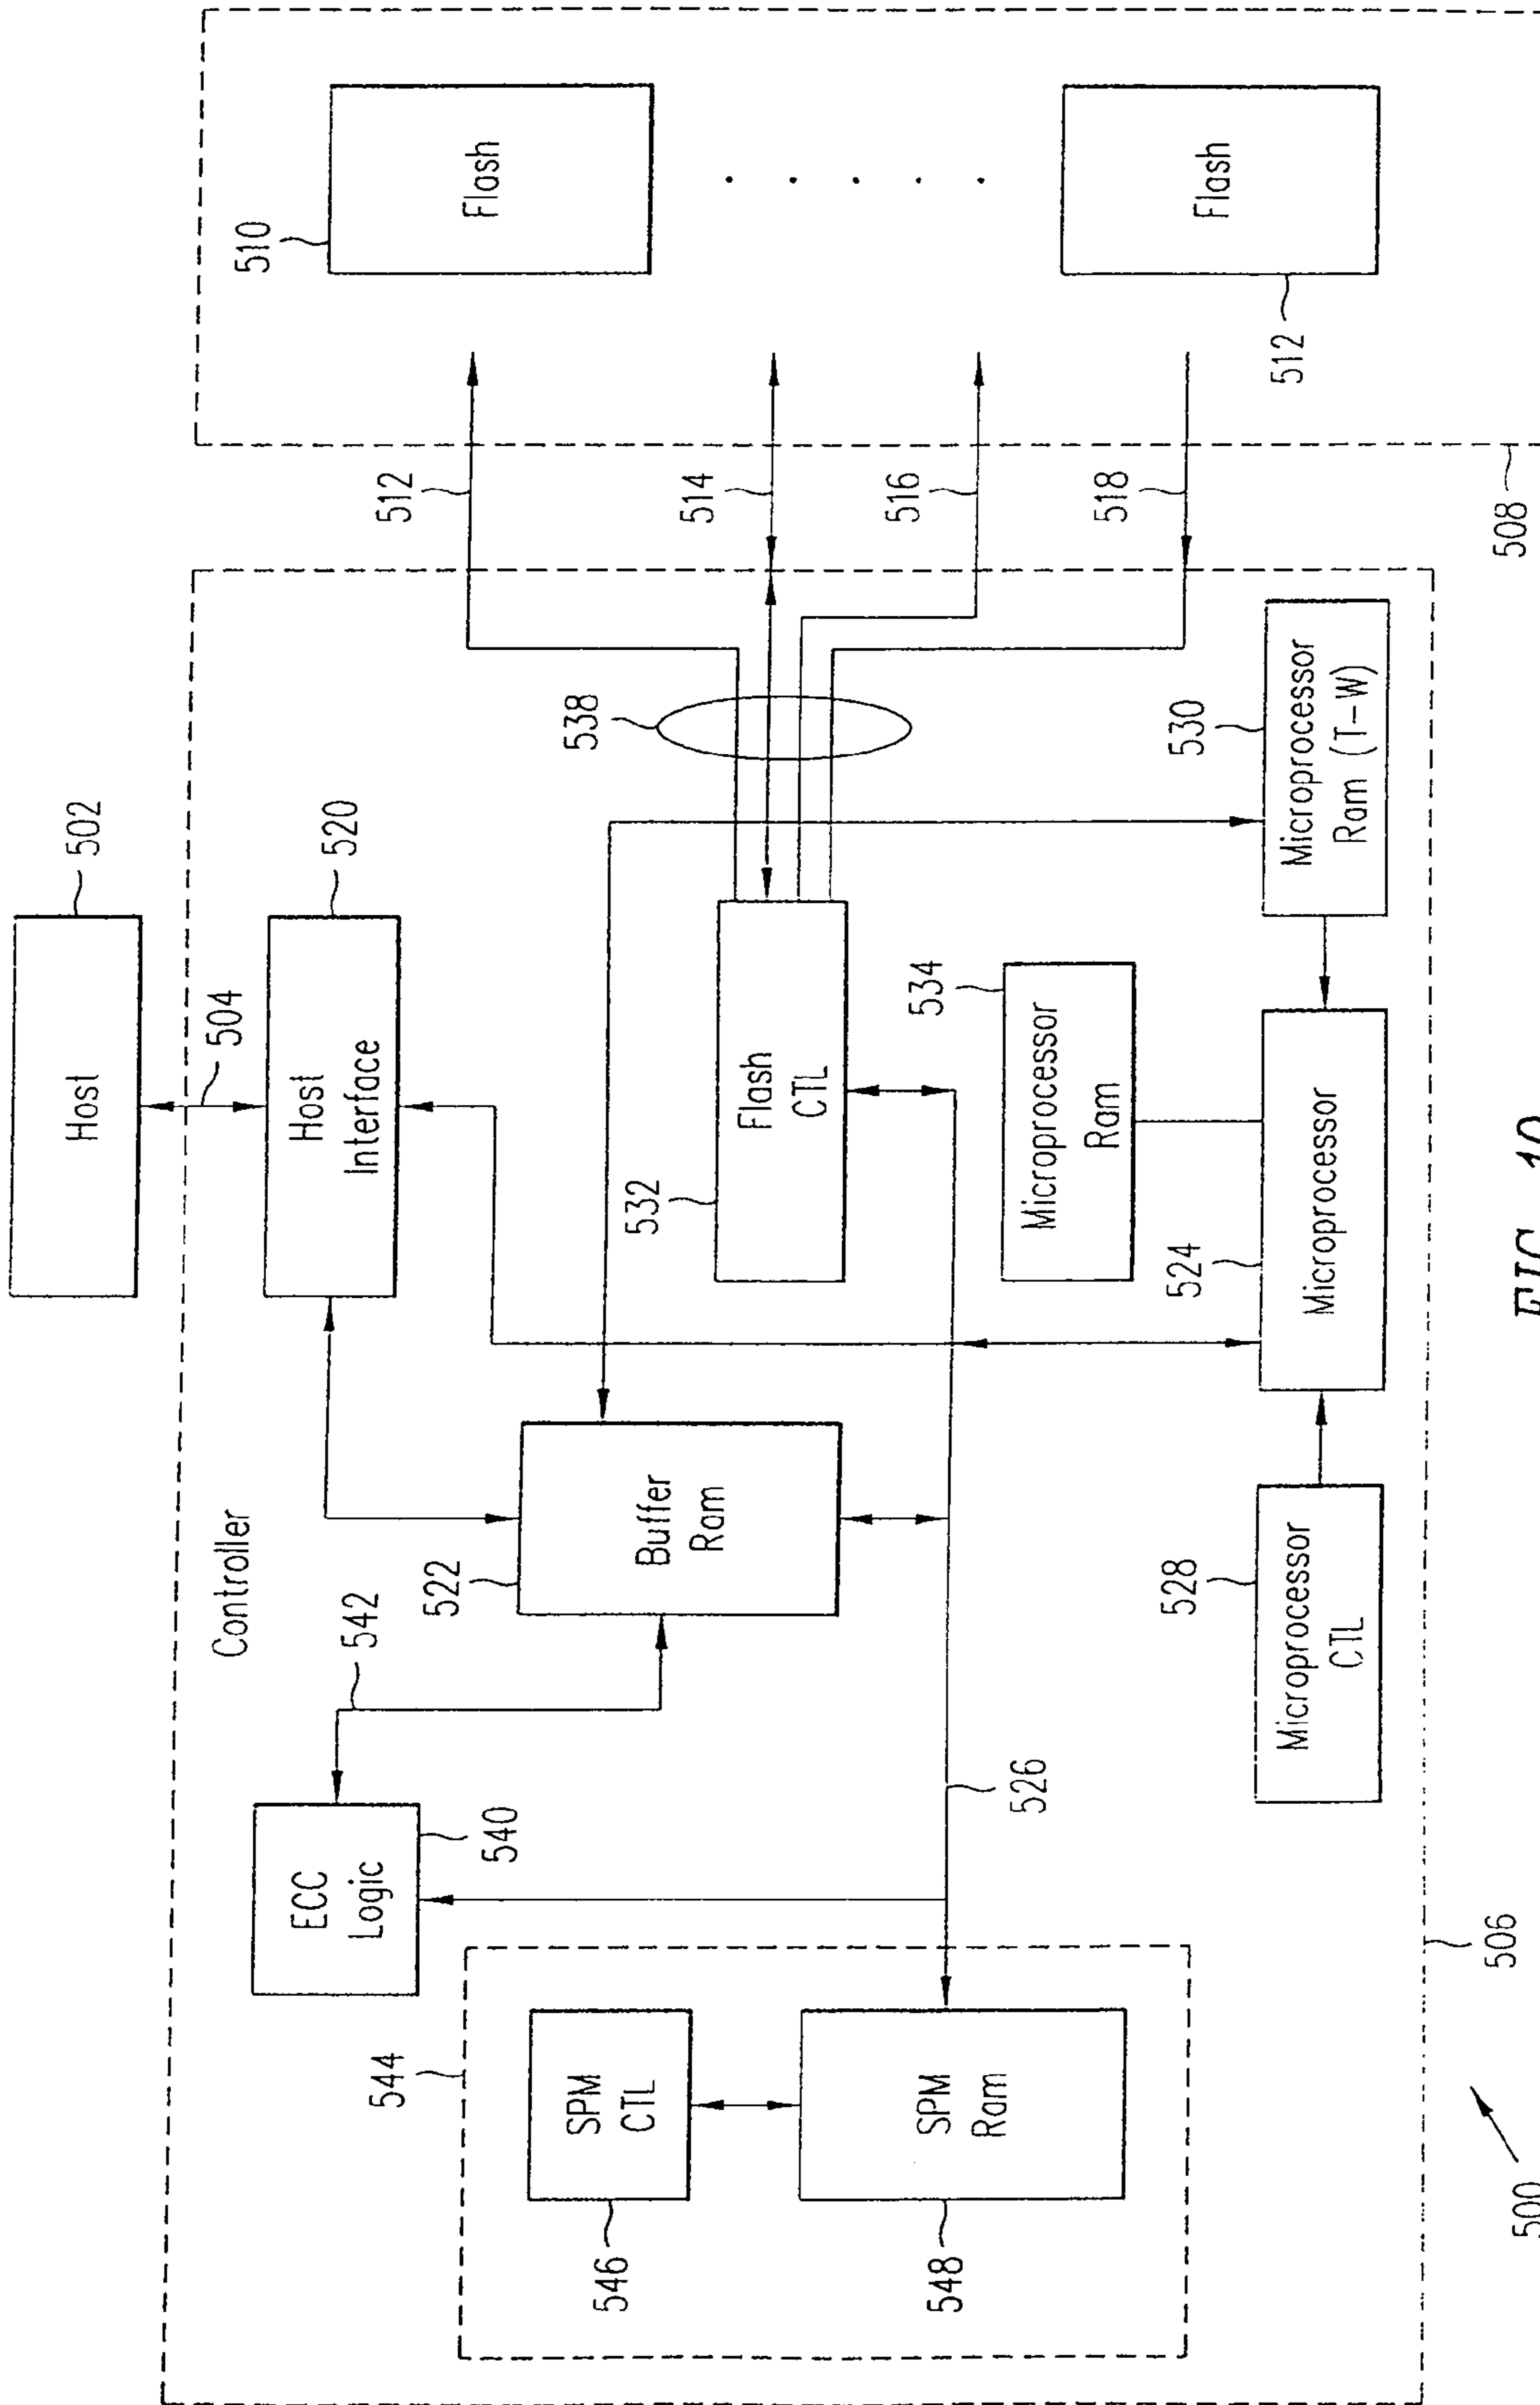 502
Host
504
520
Host
Interface
Controller
542
ECC
Logic
540
522
Buffer
Ram
538
532
Flash
CTL
544
SPM
CTL
546
SPM
Ram
548
526
534
Microprocessor
Ram
528
Microprocessor
CTL
524
Microprocessor
530
Microprocessor
Ram (T-W)
512
514
516
518
510
Flash
Flash
512
508
506
500